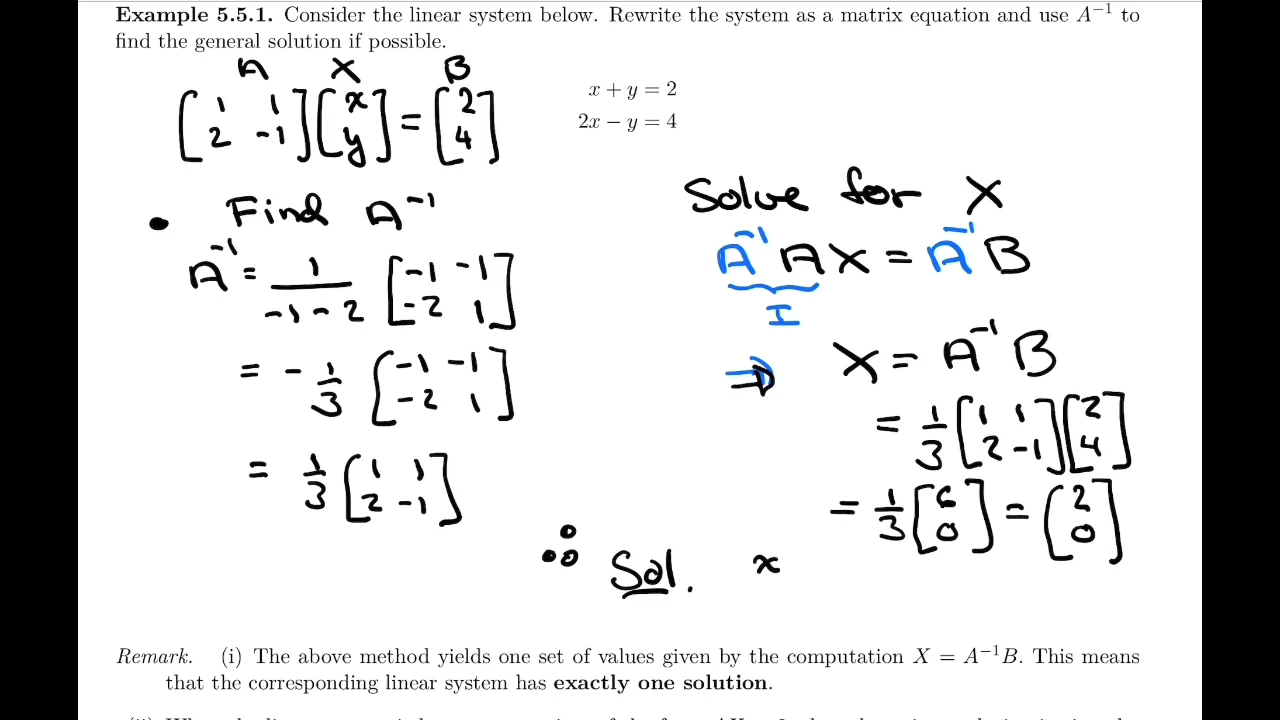 Example 5.5.1. Consider the linear system below. Rewrite the system as a matrix equation and use A⁻¹ to
find the general solution if possible.
A X B
[1 1; 2 -1] [x; y] = [2; 4]
x + y = 2
2x − y = 4
• Find A⁻¹
A⁻¹ = 1/(-1-2) [-1 -1; -2 1]
= -1/3 [-1 -1; -2 1]
= 1/3 [1 1; 2 -1]
Solve for X
A⁻¹ A X = A⁻¹ B
I
⇒ X = A⁻¹ B
= 1/3 [1 1; 2 -1] [2; 4]
= 1/3 [6; 0] = [2; 0]
∴ Sol. x
Remark. (i) The above method yields one set of values given by the computation X = A⁻¹B. This means
that the corresponding linear system has exactly one solution.